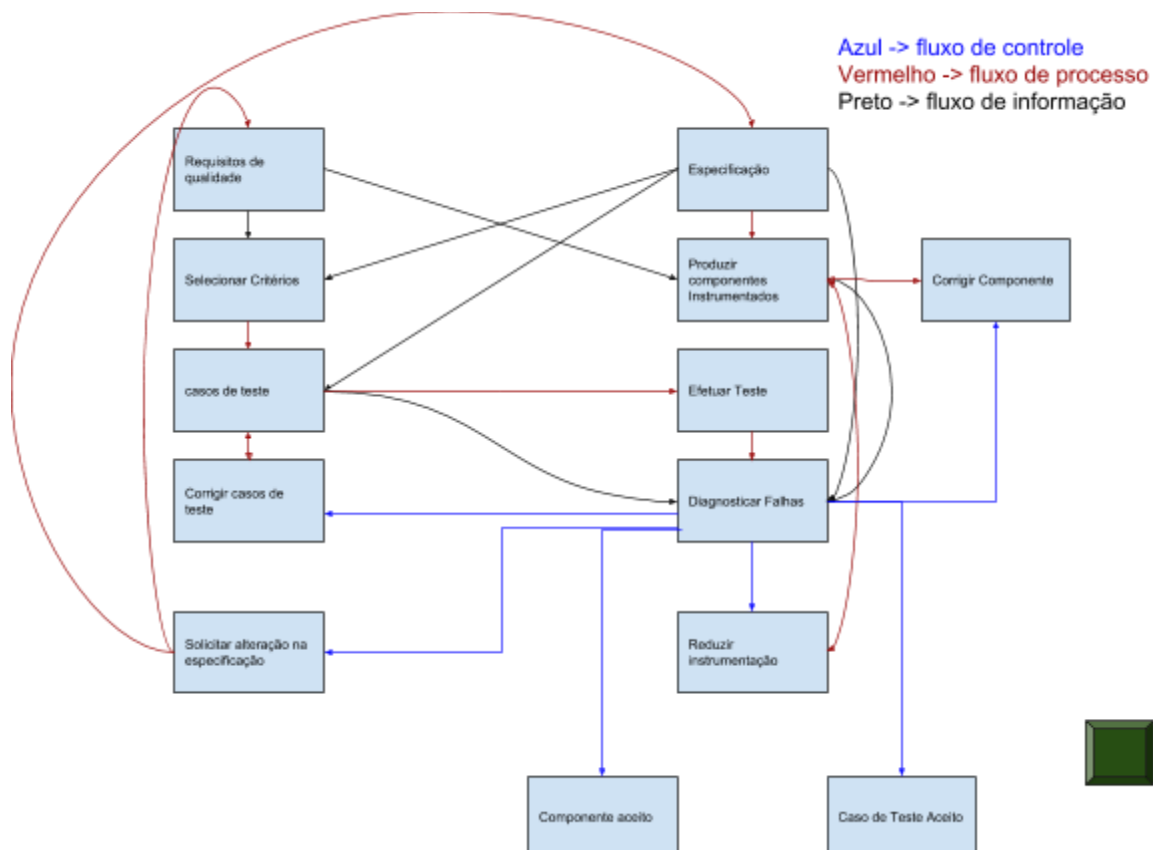 Azul -> fluxo de controle
Vermelho -> fluxo de processo
Preto -> fluxo de informação
Requisitos de
qualidade
Especificação
Selecionar Critérios
Produzir
componentes
Instrumentados
Corrigir Componente
casos de teste
Efetuar Teste
Corrigir casos de
teste
Diagnosticar Falhas
Solicitar alteração na
especificação
Reduzir
instrumentação
Componente aceito
Caso de Teste Aceito